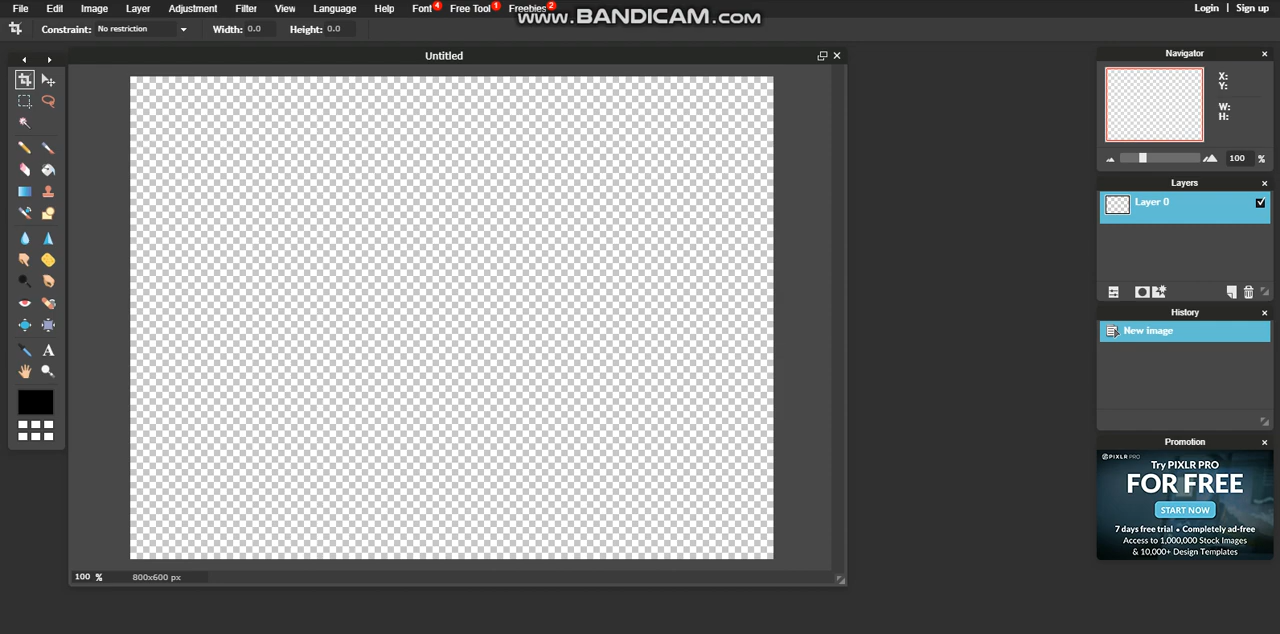 File Edit Image Layer Adjustment Filter View Language Help Font 4 Free Tool 1 Freebies 2 Login Sign up
www.BANDICAM.com
Constraint: No restriction Width: 0.0 Height: 0.0
Untitled
100 % 800x600 px
A
Navigator
X:
Y:
W:
H:
100 %
Layers
Layer 0
History
New image
Promotion
PIXLR PRO
Try PIXLR PRO
FOR FREE
START NOW
7 days free trial • Completely ad-free
Access to 1,000,000 Stock Images
& 10,000+ Design Templates